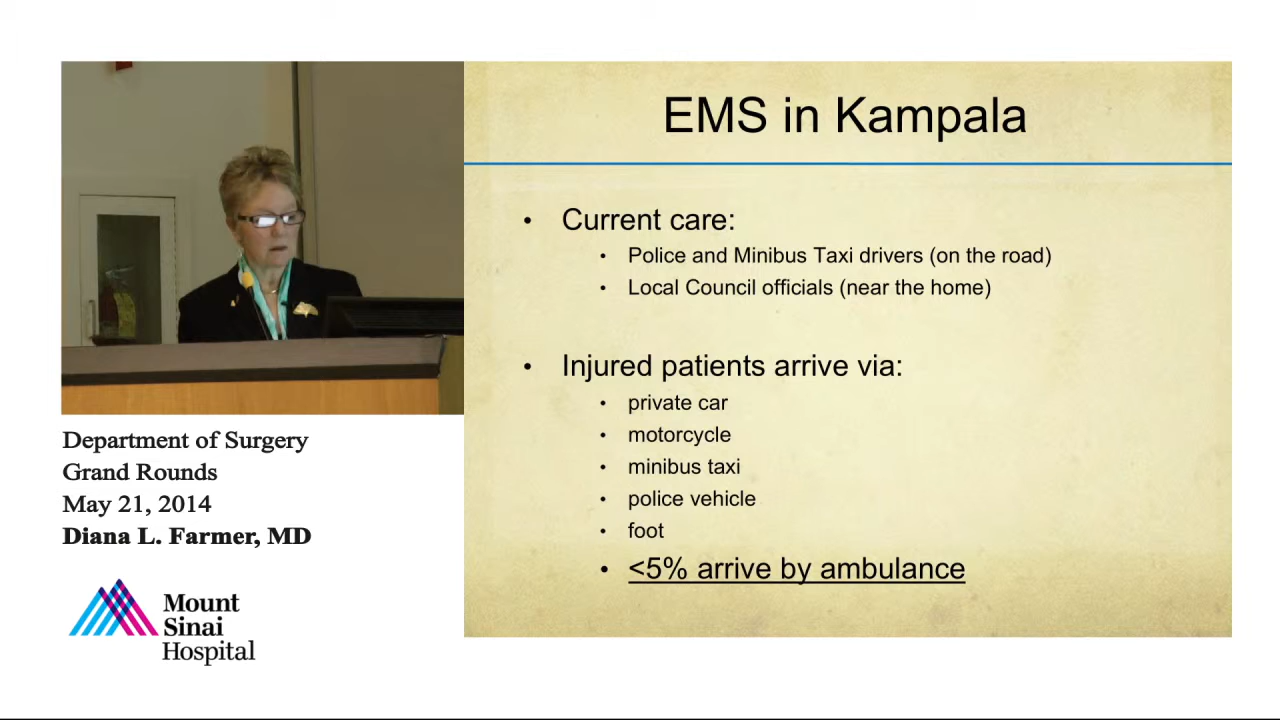 EMS in Kampala
• Current care:
• Police and Minibus Taxi drivers (on the road)
• Local Council officials (near the home)
• Injured patients arrive via:
• private car
• motorcycle
• minibus taxi
• police vehicle
• foot
• <5% arrive by ambulance
Department of Surgery
Grand Rounds
May 21, 2014
Diana L. Farmer, MD
Mount
Sinai
Hospital